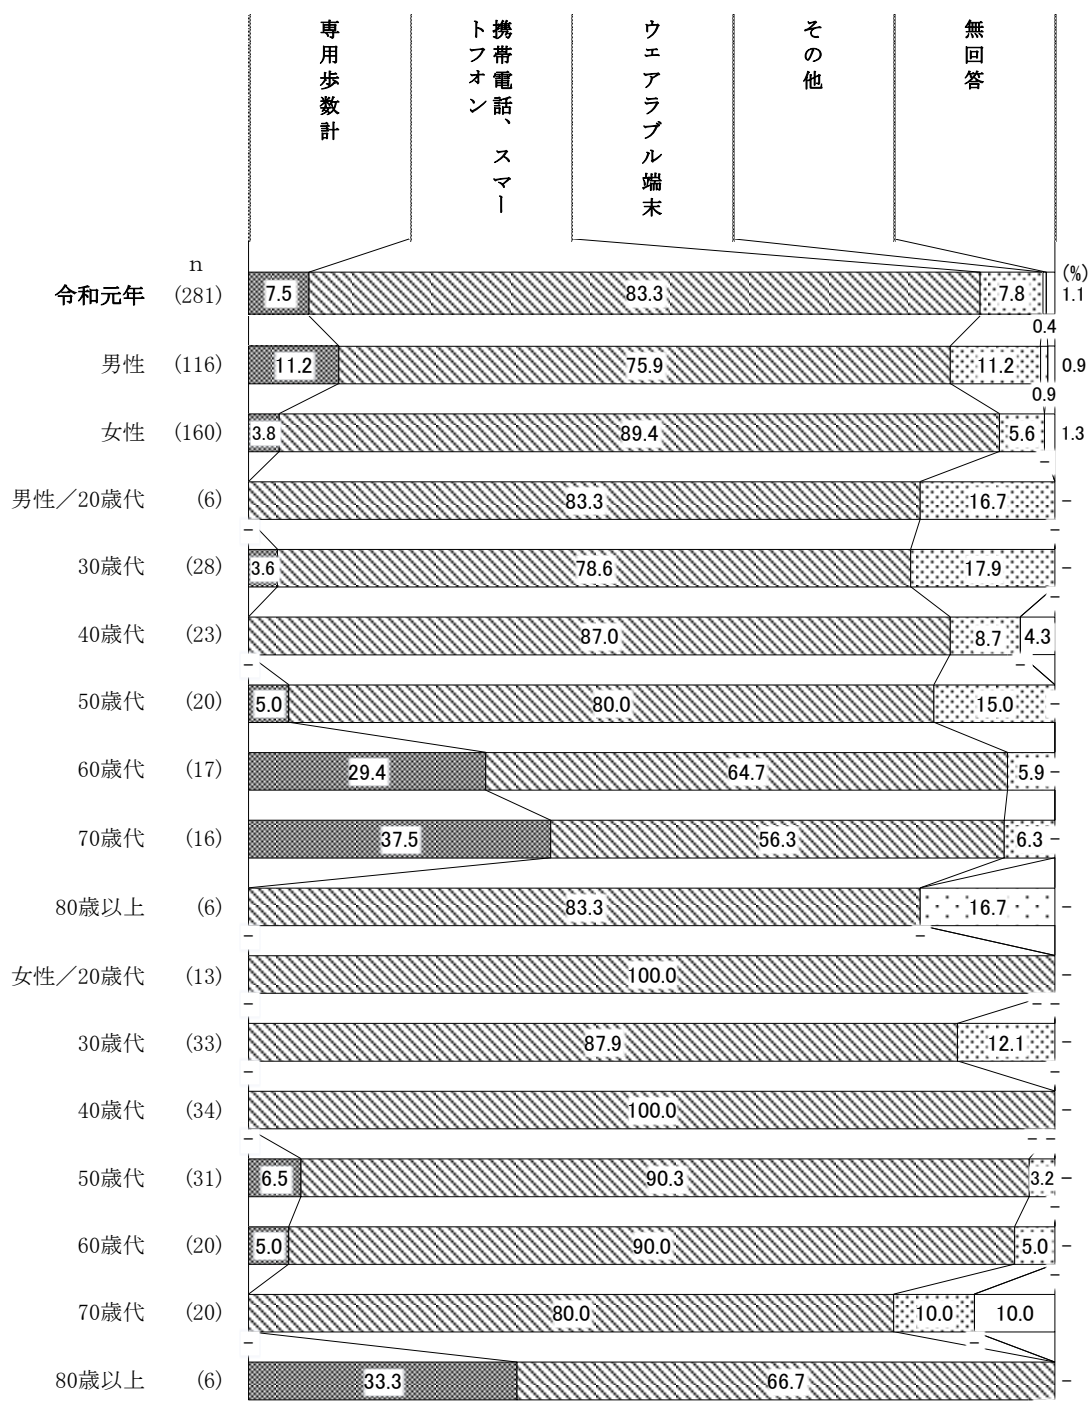 専用歩数計
携帯電話、スマー
トフォン
ウエアラブル端末
その他
無回答
n
(%)
令和元年 (281) 7.5 83.3 7.8 1.1
0.4
男性 (116) 11.2 75.9 11.2 0.9
0.9
女性 (160) 3.8 89.4 5.6 1.3
－
男性／20歳代 (6) 83.3 16.7 －
－ －
30歳代 (28) 3.6 78.6 17.9 －
－
40歳代 (23) 87.0 8.7 4.3
－ －
50歳代 (20) 5.0 80.0 15.0 －
60歳代 (17) 29.4 64.7 5.9 －
70歳代 (16) 37.5 56.3 6.3 －
80歳以上 (6) 83.3 16.7 －
－ －
女性／20歳代 (13) 100.0 －
－ － －
30歳代 (33) 87.9 12.1 －
－
40歳代 (34) 100.0 －
－ － －
50歳代 (31) 6.5 90.3 3.2 －
－
60歳代 (20) 5.0 90.0 5.0 －
－
70歳代 (20) 80.0 10.0 10.0
－ －
80歳以上 (6) 33.3 66.7 －